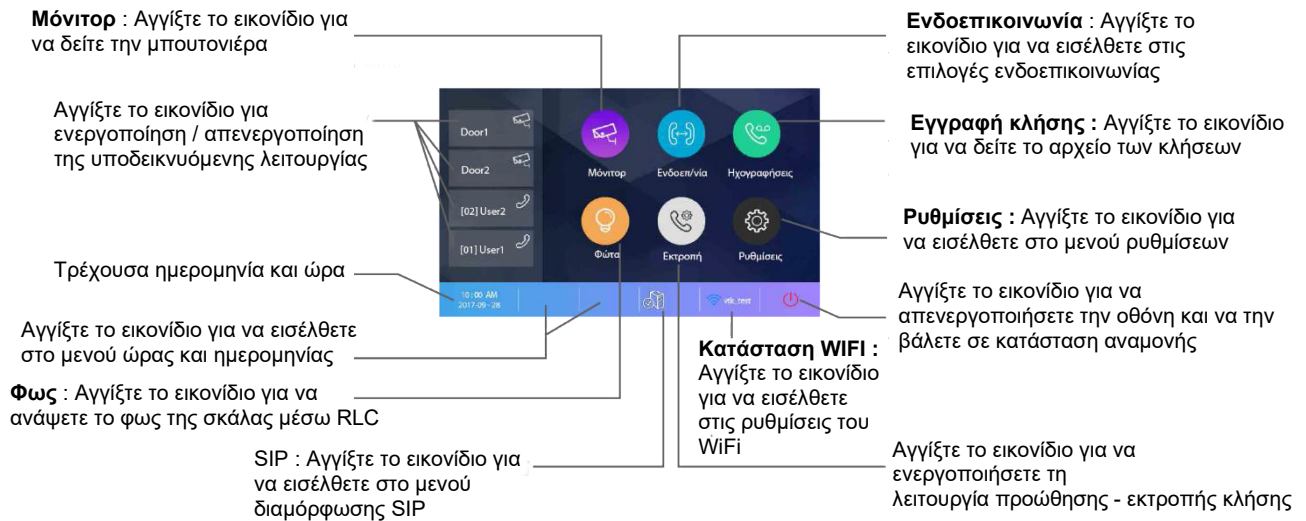 Μόνιτορ : Αγγίξτε το εικονίδιο για
να δείτε την μπουτονιέρα
Ενδοεπικοινωνία : Αγγίξτε το
εικονίδιο για να εισέλθετε στις
επιλογές ενδοεπικοινωνίας
Αγγίξτε το εικονίδιο για
ενεργοποίηση / απενεργοποίηση
της υποδεικνυόμενης λειτουργίας
Εγγραφή κλήσης : Αγγίξτε το εικονίδιο
για να δείτε το αρχείο των κλήσεων
Door1
Door2
[02] User2
[01] User1
Μόνιτορ
Ενδοεπ/νία
Ηχογραφήσεις
Φώτα
Εκτροπή
Ρυθμίσεις
Ρυθμίσεις : Αγγίξτε το εικονίδιο για
να εισέλθετε στο μενού ρυθμίσεων
Τρέχουσα ημερομηνία και ώρα
10:00 AM
2017-09-28
vtk_test
Αγγίξτε το εικονίδιο για να
απενεργοποιήσετε την οθόνη και να την
βάλετε σε κατάσταση αναμονής
Αγγίξτε το εικονίδιο για να εισέλθετε
στο μενού ώρας και ημερομηνίας
Κατάσταση WIFI :
Αγγίξτε το εικονίδιο
για να εισέλθετε
στις ρυθμίσεις του
WiFi
Φως : Αγγίξτε το εικονίδιο για να
ανάψετε το φως της σκάλας μέσω RLC
SIP : Αγγίξτε το εικονίδιο για
να εισέλθετε στο μενού
διαμόρφωσης SIP
Αγγίξτε το εικονίδιο για να
ενεργοποιήσετε τη
λειτουργία προώθησης - εκτροπής κλήσης